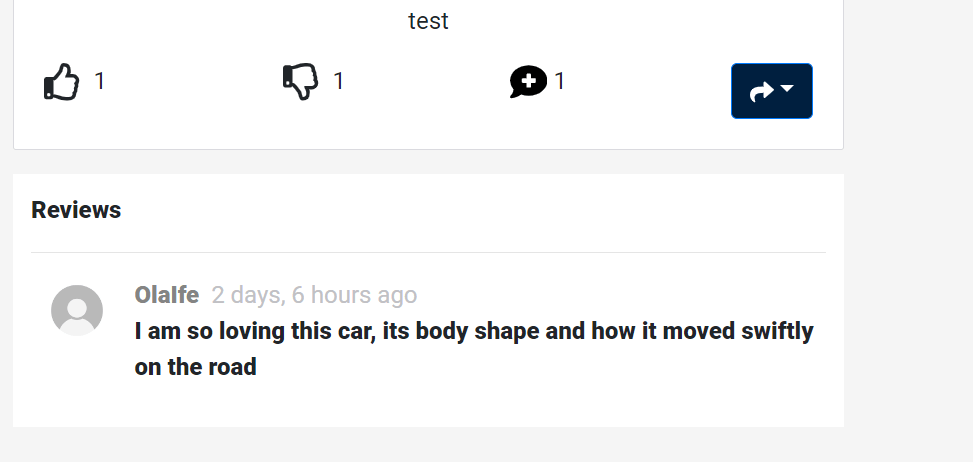 test
1 1 1
Reviews
OlaIfe 2 days, 6 hours ago
I am so loving this car, its body shape and how it moved swiftly
on the road